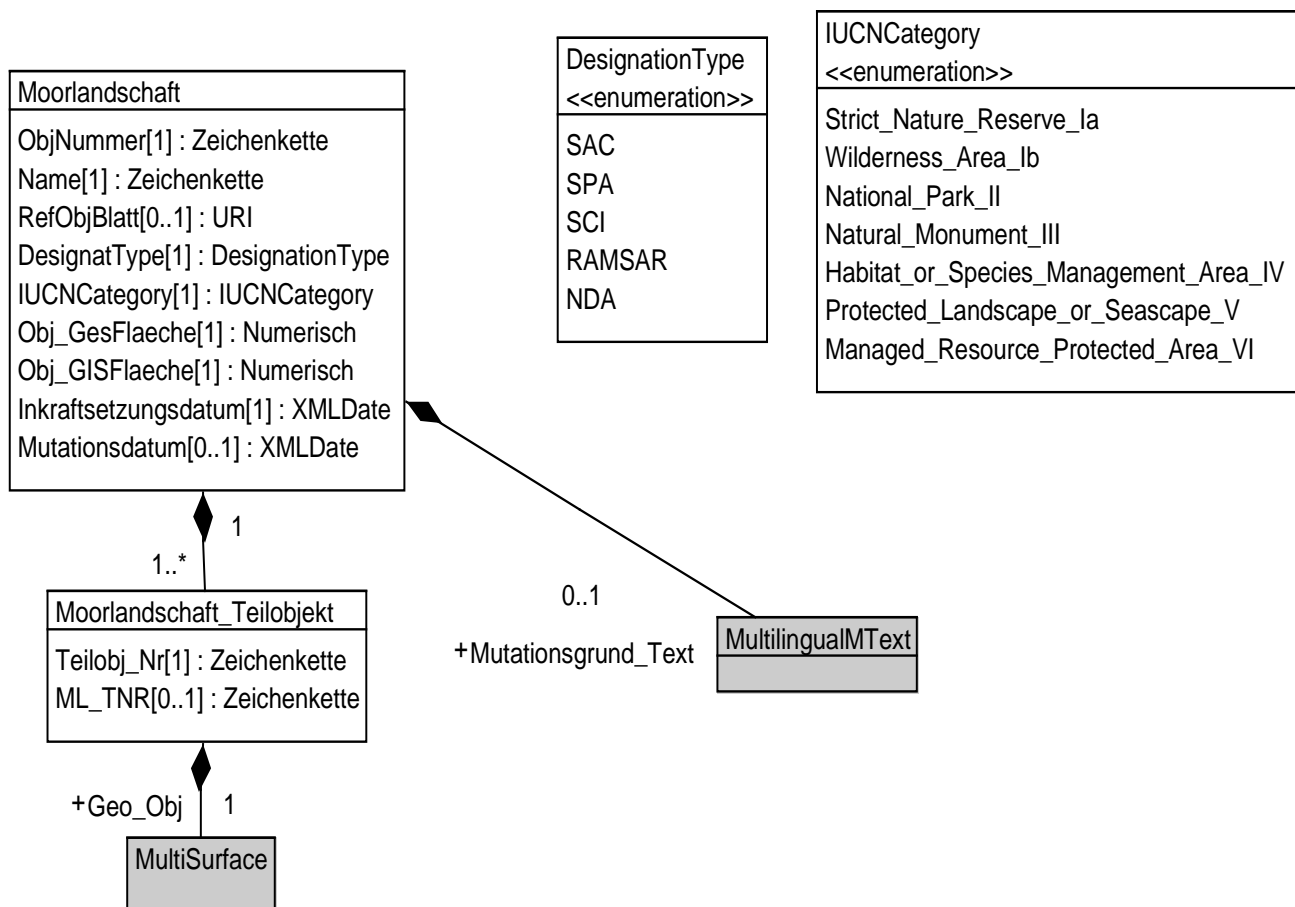 Moorlandschaft
ObjNummer[1] : Zeichenkette
Name[1] : Zeichenkette
RefObjBlatt[0..1] : URI
DesignatType[1] : DesignationType
IUCNCategory[1] : IUCNCategory
Obj_GesFlaeche[1] : Numerisch
Obj_GISFlaeche[1] : Numerisch
Inkraftsetzungsdatum[1] : XMLDate
Mutationsdatum[0..1] : XMLDate
DesignationType
<<enumeration>>
SAC
SPA
SCI
RAMSAR
NDA
IUCNCategory
<<enumeration>>
Strict_Nature_Reserve_Ia
Wilderness_Area_Ib
National_Park_II
Natural_Monument_III
Habitat_or_Species_Management_Area_IV
Protected_Landscape_or_Seascape_V
Managed_Resource_Protected_Area_VI
1
1..*
Moorlandschaft_Teilobjekt
Teilobj_Nr[1] : Zeichenkette
ML_TNR[0..1] : Zeichenkette
0..1
+Mutationsgrund_Text
MultilingualMText
+Geo_Obj
1
MultiSurface